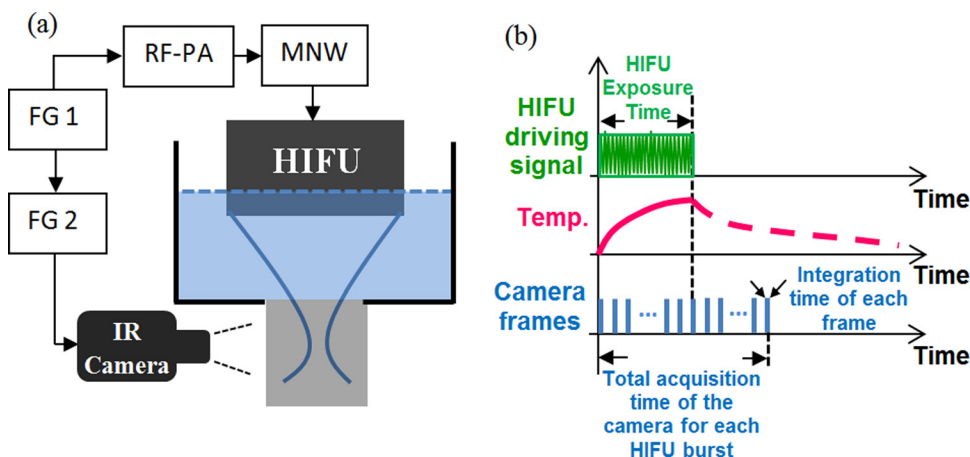 (a)
RF-PA
MNW
FG 1
FG 2
HIFU
IR
Camera
(b)
HIFU
Exposure
Time
HIFU
driving
signal
Time
Temp.
Time
Camera
frames
...
...
Integration
time of each
frame
Time
Total acquisition
time of the
camera for each
HIFU burst